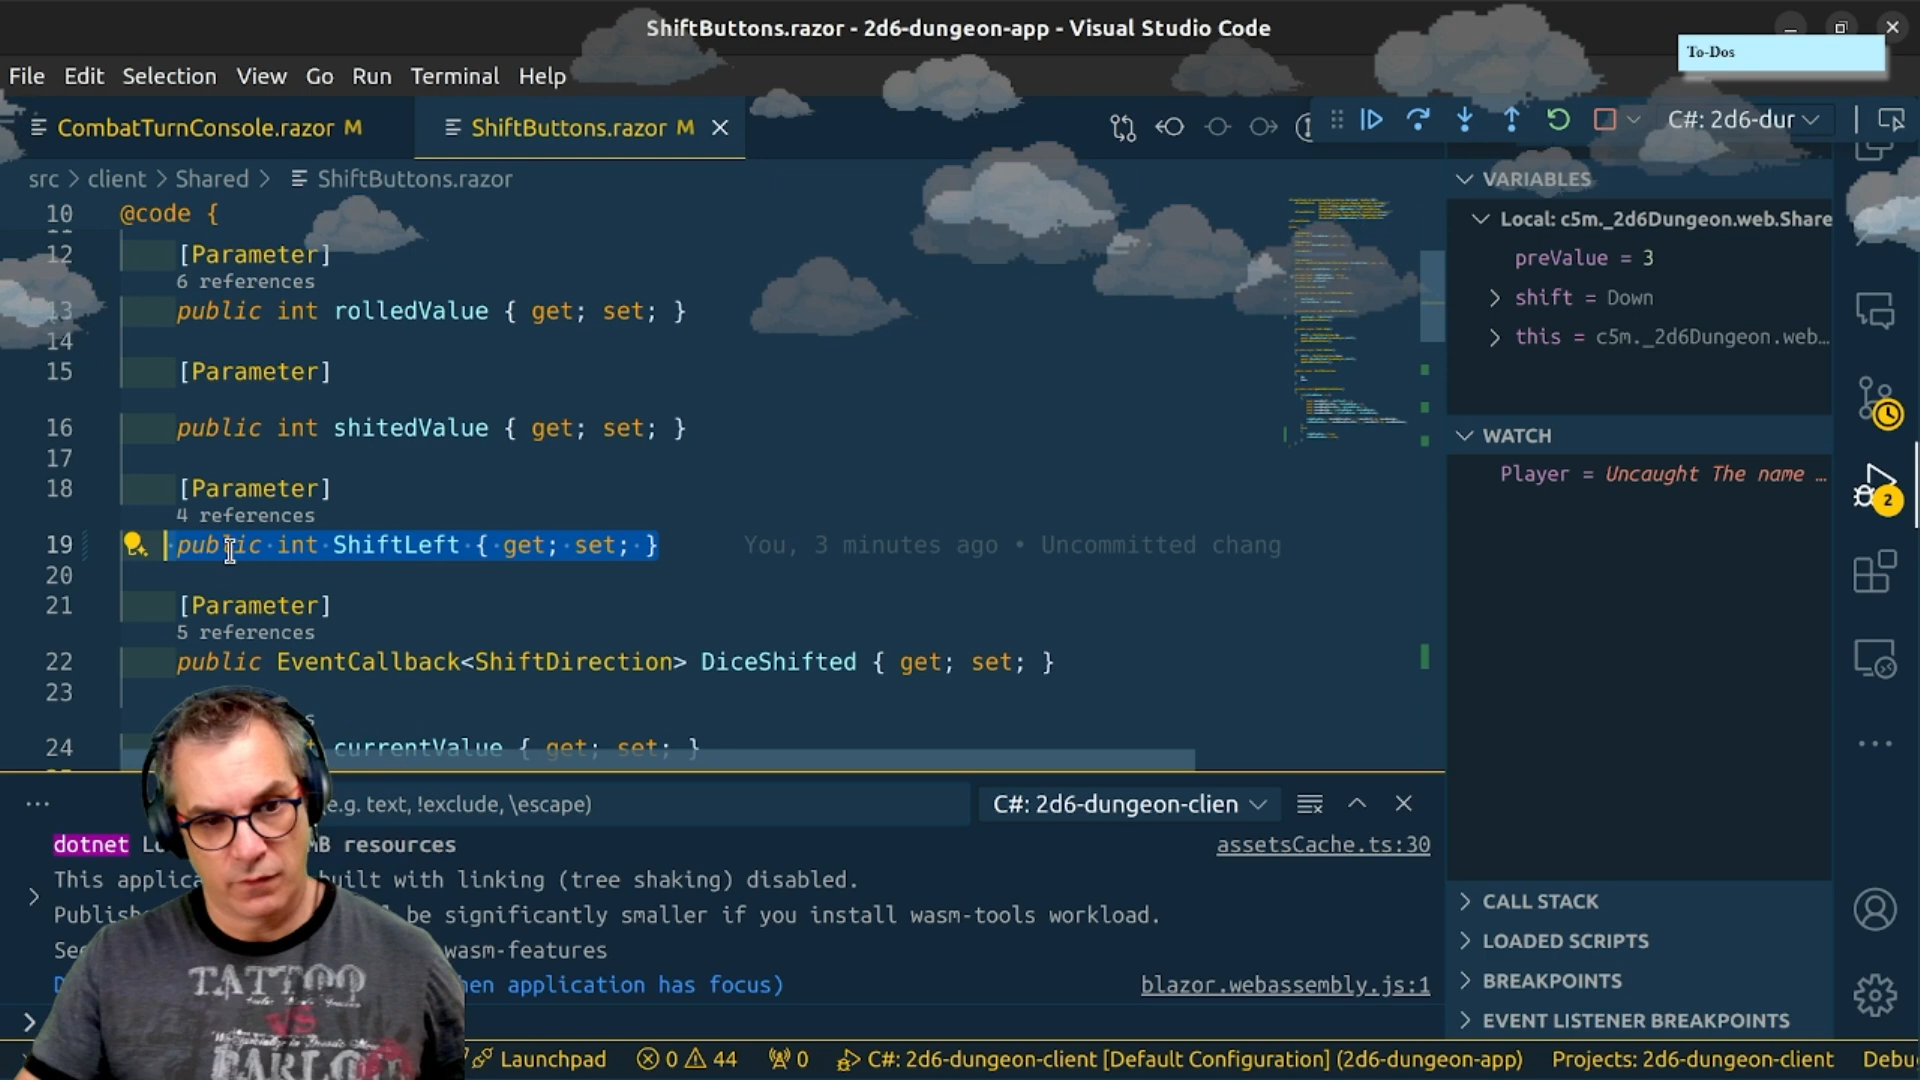 ShiftButtons.razor - 2d6-dungeon-app - Visual Studio Code
To-Dos
File Edit Selection View Go Run Terminal Help
CombatTurnConsole.razor M
ShiftButtons.razor M
C#: 2d6-dur
src > client > Shared > ShiftButtons.razor
10 @code {
12 [Parameter]
6 references
13 public int rolledValue { get; set; }
14
15 [Parameter]
16 public int shitedValue { get; set; }
17
18 [Parameter]
4 references
19 public int ShiftLeft { get; set; } You, 3 minutes ago • Uncommitted chang
20
21 [Parameter]
5 references
22 public EventCallback<ShiftDirection> DiceShifted { get; set; }
23
24 currentValue { get; set; }
VARIABLES
Local: c5m._2d6Dungeon.web.Share
preValue = 3
shift = Down
this = c5m._2d6Dungeon.web…
WATCH
Player = Uncaught The name …
2
CALL STACK
LOADED SCRIPTS
BREAKPOINTS
EVENT LISTENER BREAKPOINTS
(e.g. text, !exclude, \escape)
C#: 2d6-dungeon-clien
dotnet resources
assetsCache.ts:30
This built with linking (tree shaking) disabled.
be significantly smaller if you install wasm-tools workload.
wasm-features
application has focus)
blazor.webassembly.js:1
TATTOO
VS
PARLO
Launchpad 0 44 0 C#: 2d6-dungeon-client [Default Configuration] (2d6-dungeon-app) Projects: 2d6-dungeon-client Debu